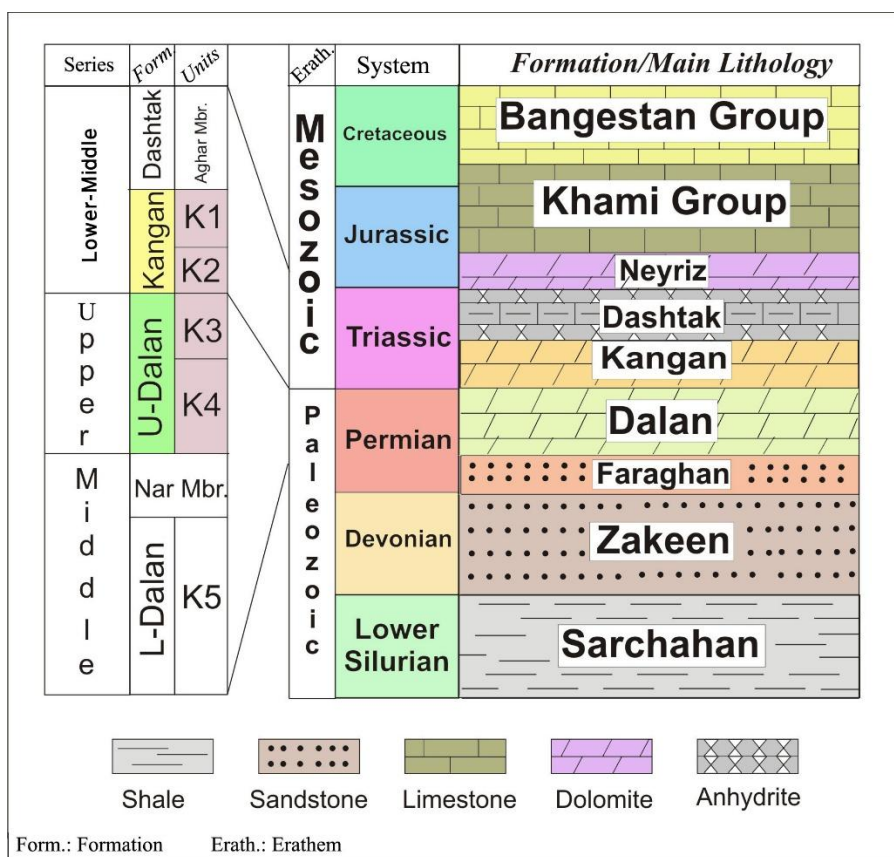 Series Form. Units Erath. System Formation/Main Lithology
Lower-Middle
Dashtak
Aghar Mbr.
Kangan
K1
K2
Upper
U-Dalan
K3
K4
Middle
Nar Mbr.
L-Dalan
K5
Mesozoic
Cretaceous
Jurassic
Triassic
Paleozoic
Permian
Devonian
Lower
Silurian
Bangestan Group
Khami Group
Neyriz
Dashtak
Kangan
Dalan
Faraghan
Zakeen
Sarchahan
Shale Sandstone Limestone Dolomite Anhydrite
Form.: Formation Erath.: Erathem